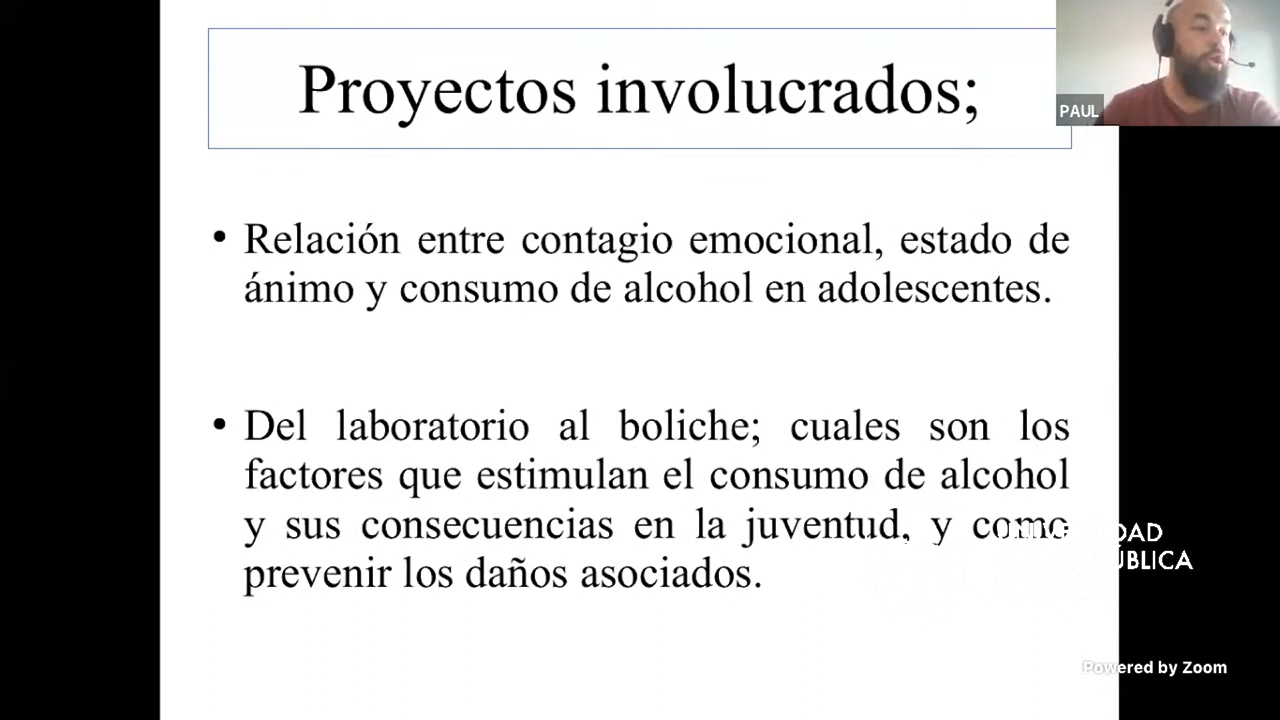 Proyectos involucrados;
PAUL
• Relación entre contagio emocional, estado de
ánimo y consumo de alcohol en adolescentes.
• Del laboratorio al boliche; cuales son los
factores que estimulan el consumo de alcohol
y sus consecuencias en la juventud, y como
prevenir los daños asociados.
Powered by Zoom